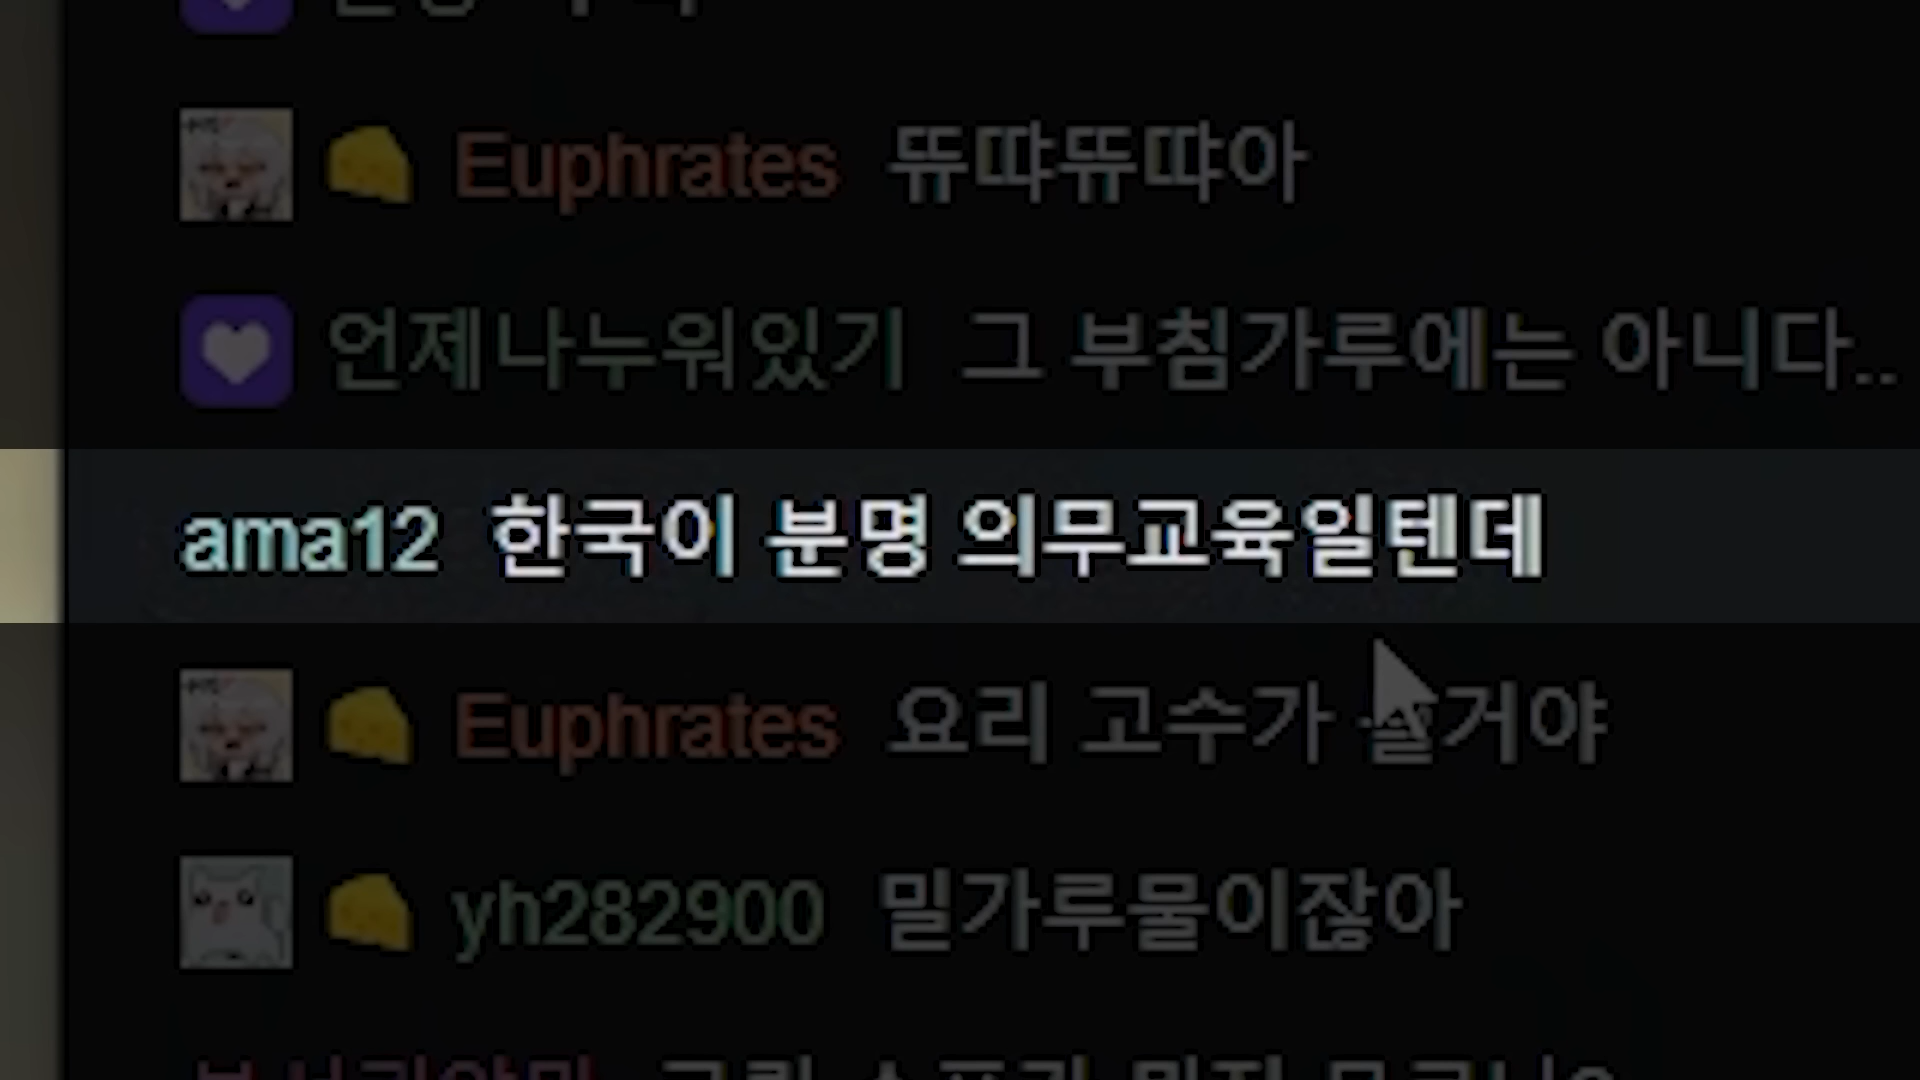 Euphrates 뜌땨뜌땨아
언제나누워있기 그 부침가루에는 아니다..
ama12 한국이 분명 의무교육일텐데
Euphrates 요리 고수가
yh282900 밀가루물이잖아